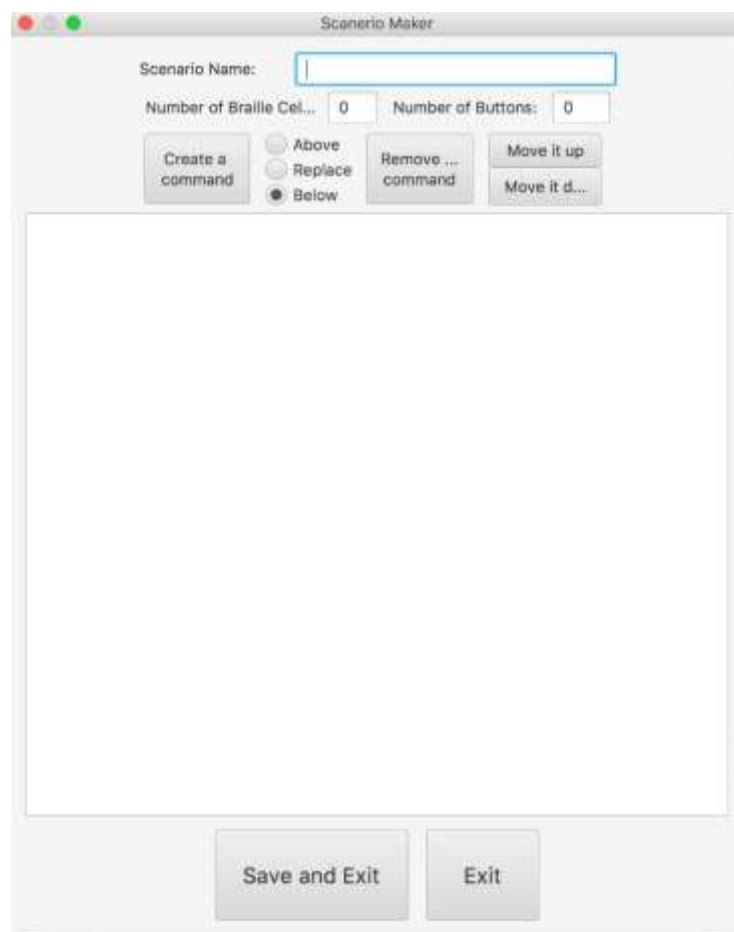 Scanerio Maker
Scenario Name:
Number of Braille Cel... 0 Number of Buttons: 0
Create a command
Above
Replace
Below
Remove ... command
Move it up
Move it d...
Save and Exit
Exit